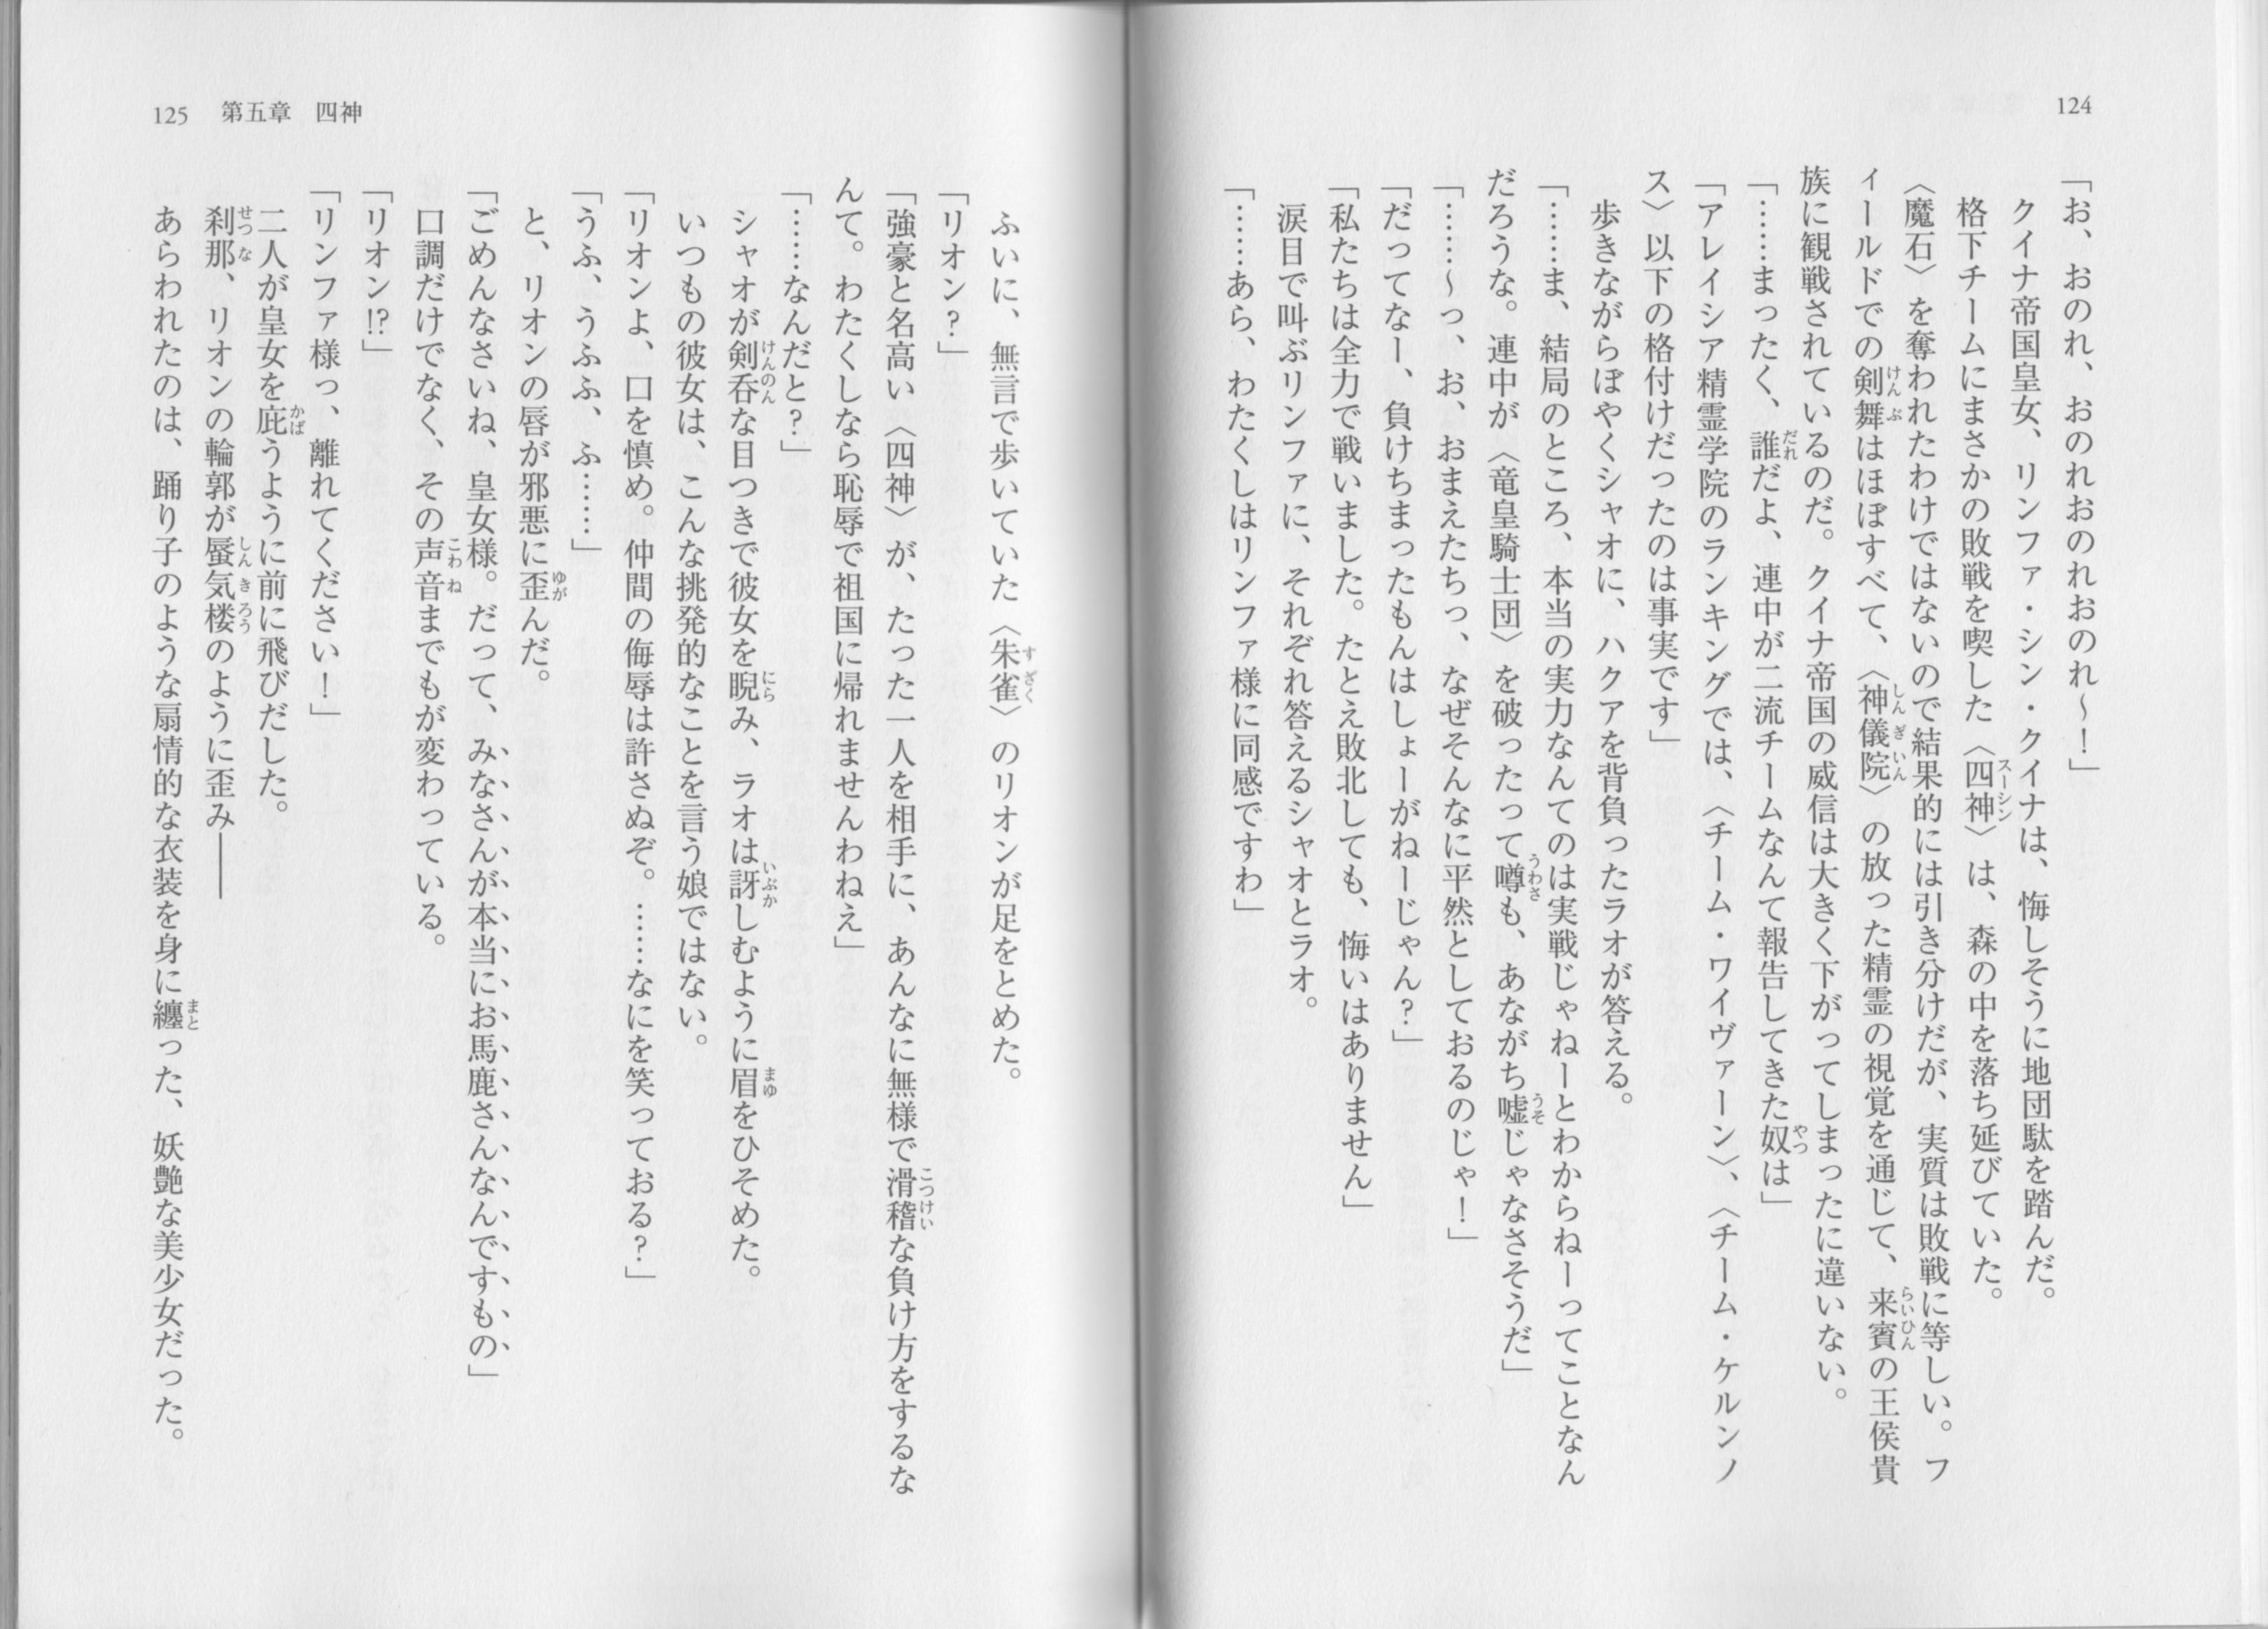 124
「お、おのれ、おのれおのれおのれ～！」
クイナ帝国皇女、リンファ・シン・クイナは、悔しそうに地団駄を踏んだ。
格下チームにまさかの敗戦を喫した〈四神〉は、森の中を落ち延びていた。
〈魔石〉を奪われたわけではないので結果的には引き分けだが、実質は敗戦に等しい。フ
ィールドでの剣舞はほぼすべて、〈神儀院〉の放った精霊の視覚を通じて、来賓の王侯貴
族に観戦されているのだ。クイナ帝国の威信は大きく下がってしまったに違いない。
「……まったく、誰だよ、連中が二流チームなんて報告してきた奴は」
「アレイシア精霊学院のランキングでは、〈チーム・ワイヴァーン〉、〈チーム・ケルンノ
ス〉以下の格付けだったのは事実です」
歩きながらぼやくシャオに、ハクアを背負ったラオが答える。
「……ま、結局のところ、本当の実力なんてのは実戦じゃねーとわからねーってことなん
だろうな。連中が〈竜皇騎士団〉を破ったって噂も、あながち嘘じゃなさそうだ」
「……～っ、お、おまえたちっ、なぜそんなに平然としておるのじゃ！」
「だってなー、負けちまったもんはしょーがねーじゃん？」
「私たちは全力で戦いました。たとえ敗北しても、悔いはありません」
涙目で叫ぶリンファに、それぞれ答えるシャオとラオ。
「……あら、わたくしはリンファ様に同感ですわ」
125 第五章 四神
ふいに、無言で歩いていた〈朱雀〉のリオンが足をとめた。
「リオン？」
「強豪と名高い〈四神〉が、たった一人を相手に、あんなに無様で滑稽な負け方をするな
んて。わたくしなら恥辱で祖国に帰れませんわねえ」
「……なんだと？」
シャオが剣呑な目つきで彼女を睨み、ラオは訝しむように眉をひそめた。
いつもの彼女は、こんな挑発的なことを言う娘ではない。
「リオンよ、口を慎め。仲間の侮辱は許さぬぞ。……なにを笑っておる？」
「うふ、うふふ、ふ……」
と、リオンの唇が邪悪に歪んだ。
「ごめんなさいね、皇女様。だって、みなさんが本当にお馬鹿さんなんですもの」
口調だけでなく、その声音までもが変わっている。
「リオン!?」
「リンファ様っ、離れてください！」
二人が皇女を庇うように前に飛びだした。
刹那、リオンの輪郭が蜃気楼のように歪み――
あらわれたのは、踊り子のような扇情的な衣装を身に纏った、妖艶な美少女だった。